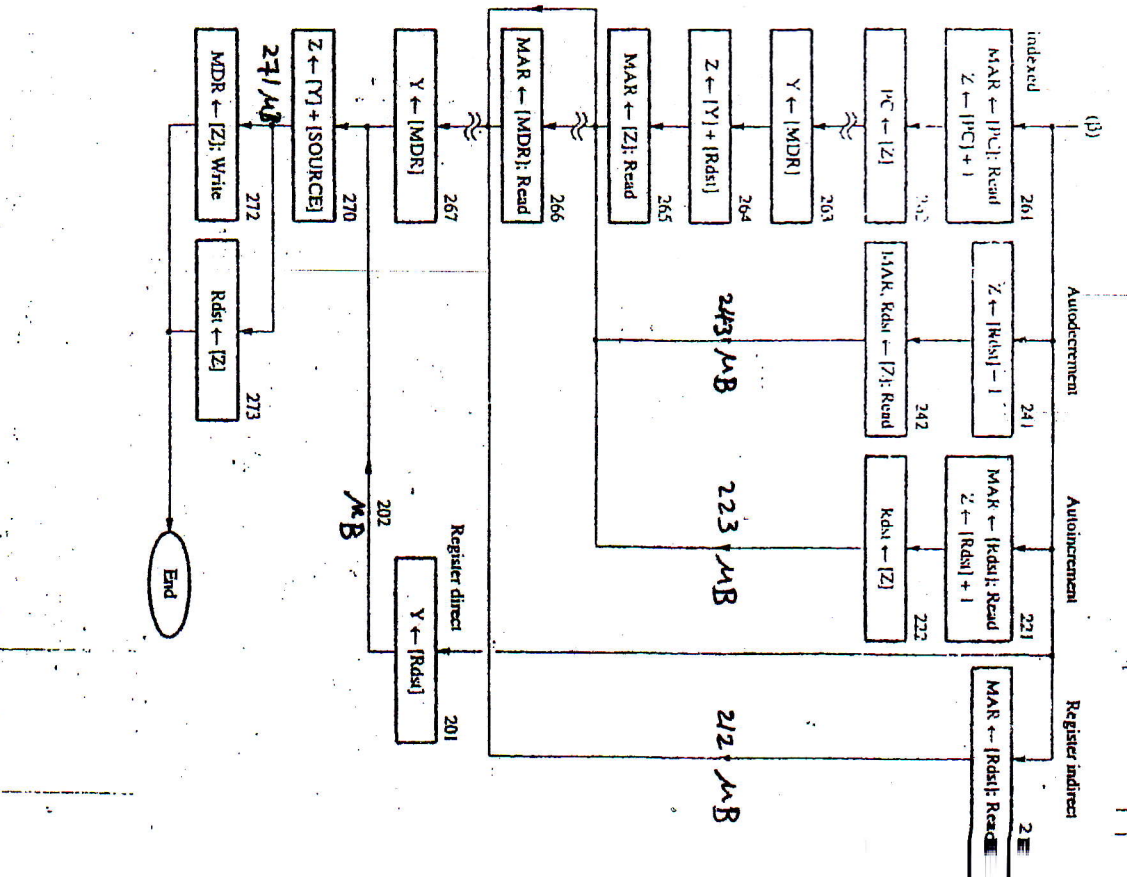 (β)
indexed
Autodecrement
Autoincrement
Register indirect
261
MAR ← [PC]; Read
Z ← [PC] + 1
241
Z ← [Rdst] − 1
221
MAR ← [Rdst]; Read
Z ← [Rdst] + 1
MAR ← [Rdst]; Read
PC ← [Z]
242
MAR, Rdst ← [Z]; Read
222
Rdst ← [Z]
263
Y ← [MDR]
264
Z ← [Y] + [Rdst]
243 μB
223 μB
212 μB
265
MAR ← [Z]; Read
266
MAR ← [MDR]; Read
Register direct
267
Y ← [MDR]
201
Y ← [Rdst]
202
μB
270
Z ← [Y] + [SOURCE]
271 μB
272
MDR ← [Z]; Write
273
Rdst ← [Z]
End